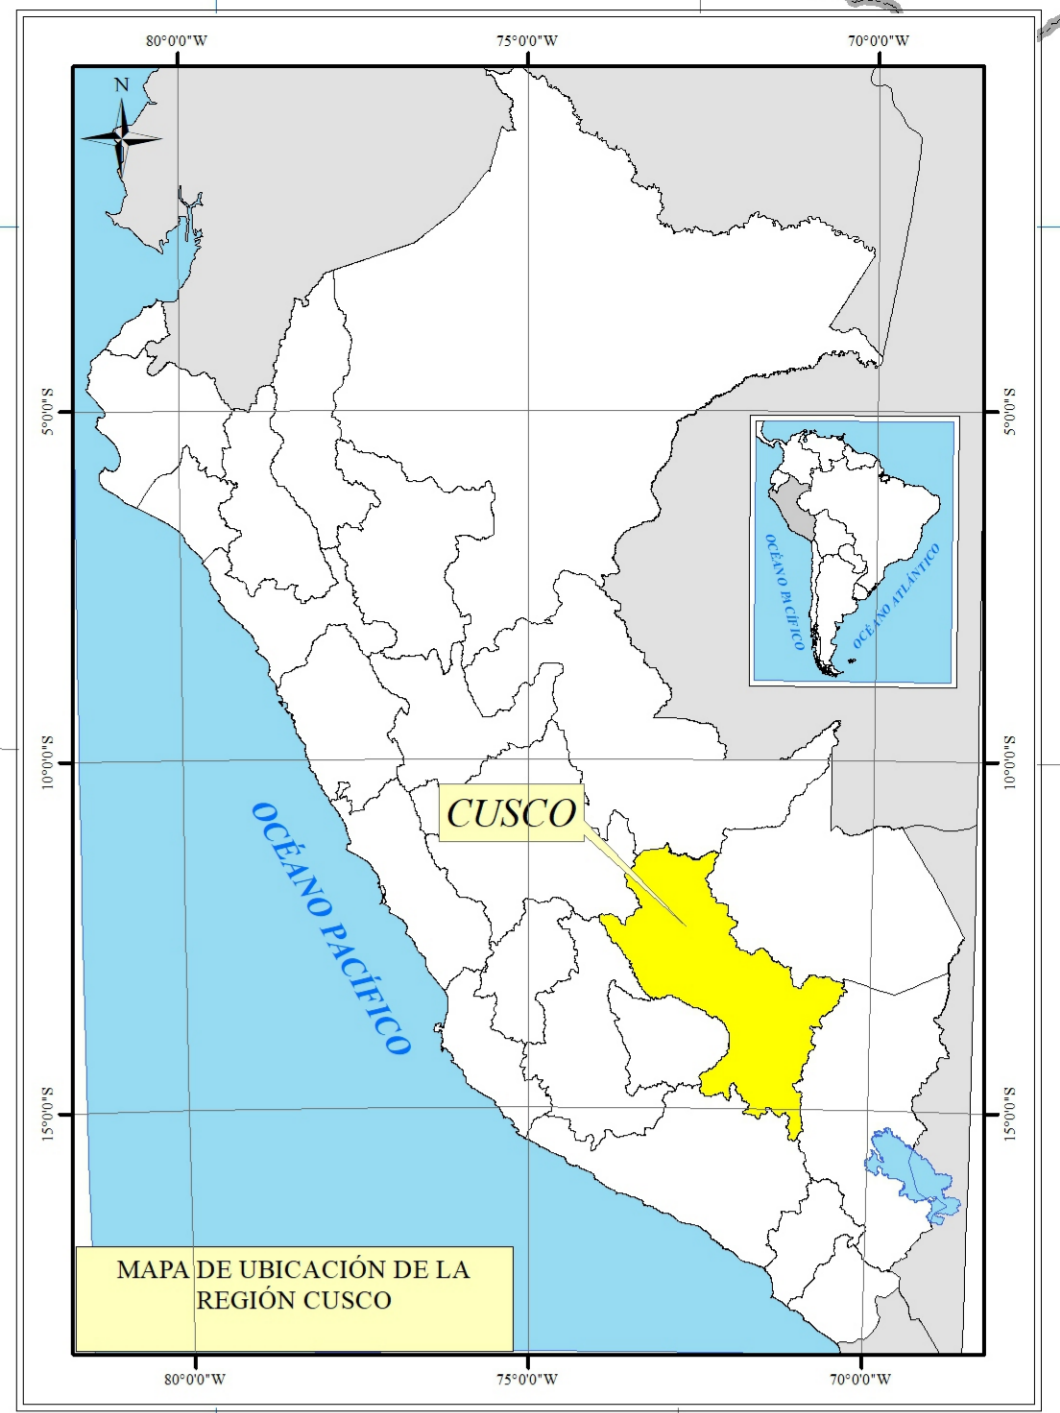 80°0'0"W
75°0'0"W
70°0'0"W
N
5°0'0"S
5°0'0"S
OCÉANO PACÍFICO
OCÉANO ATLÁNTICO
10°0'0"S
10°0'0"S
CUSCO
OCÉANO PACÍFICO
15°0'0"S
15°0'0"S
MAPA DE UBICACIÓN DE LA
REGIÓN CUSCO
80°0'0"W
75°0'0"W
70°0'0"W